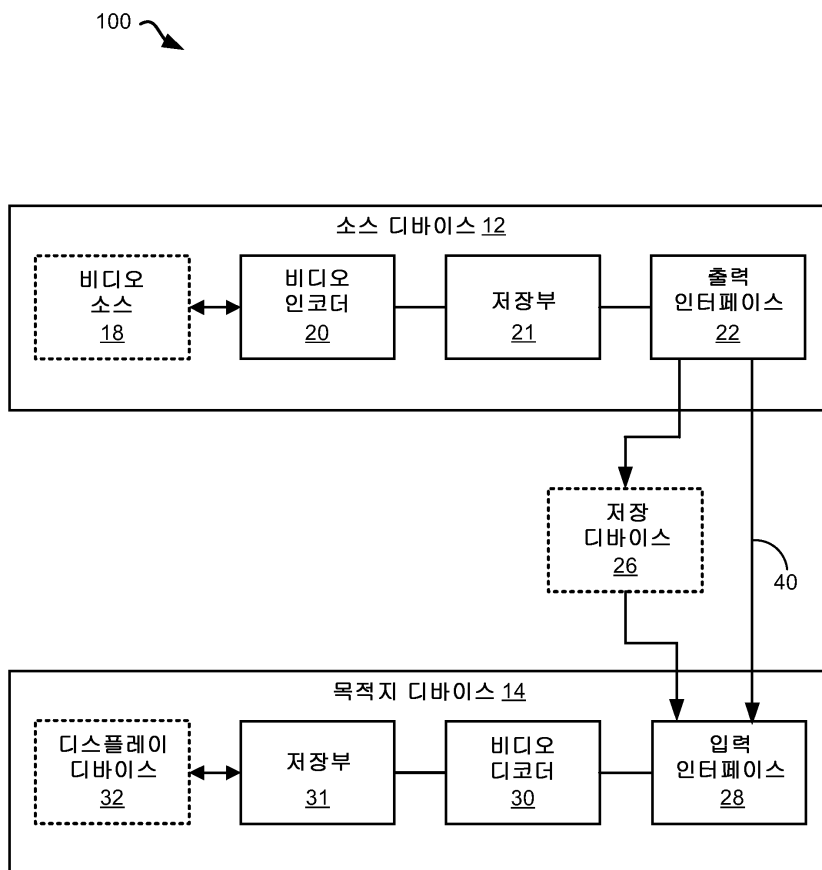 100
소스 디바이스 12
비디오
소스
18
비디오
인코더
20
저장부
21
출력
인터페이스
22
저장
디바이스
26
40
목적지 디바이스 14
디스플레이
디바이스
32
저장부
31
비디오
디코더
30
입력
인터페이스
28